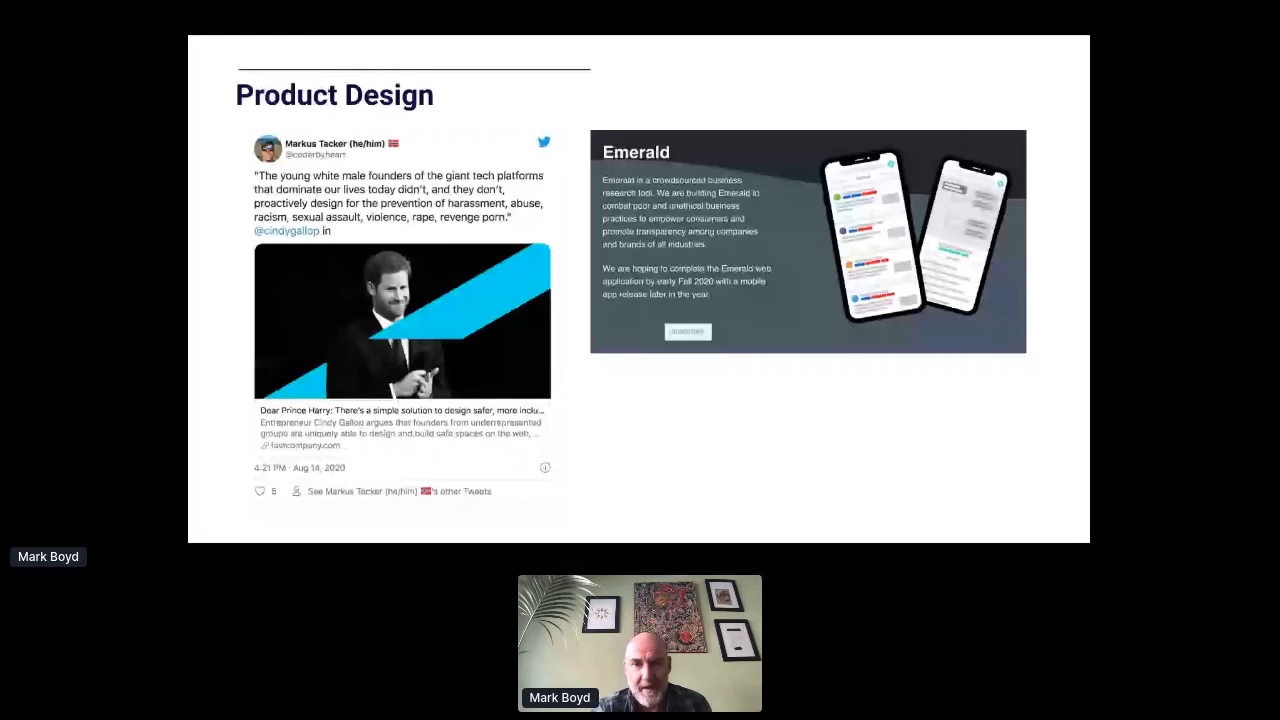 Product Design
Markus Tacker (he/him) 🇳🇴
@coderbyheart
"The young white male founders of the giant tech platforms
that dominate our lives today didn't, and they don't,
proactively design for the prevention of harassment, abuse,
racism, sexual assault, violence, rape, revenge porn."
@cindygallop in
Dear Prince Harry: There's a simple solution to design safer, more inclu...
Entrepreneur Cindy Gallop argues that founders from underrepresented
groups are uniquely able to design and build safe spaces on the web, ...
fastcompany.com
4:21 PM · Aug 14, 2020
5 See Markus Tacker (he/him) 🇳🇴's other Tweets
Emerald
Emerald is a crowdsourced business
research tool. We are building Emerald to
combat poor and unethical business
practices to empower consumers and
promote transparency among companies
and brands of all industries.
We are hoping to complete the Emerald web
application by early Fall 2020 with a mobile
app release later in the year.
Mark Boyd
Mark Boyd